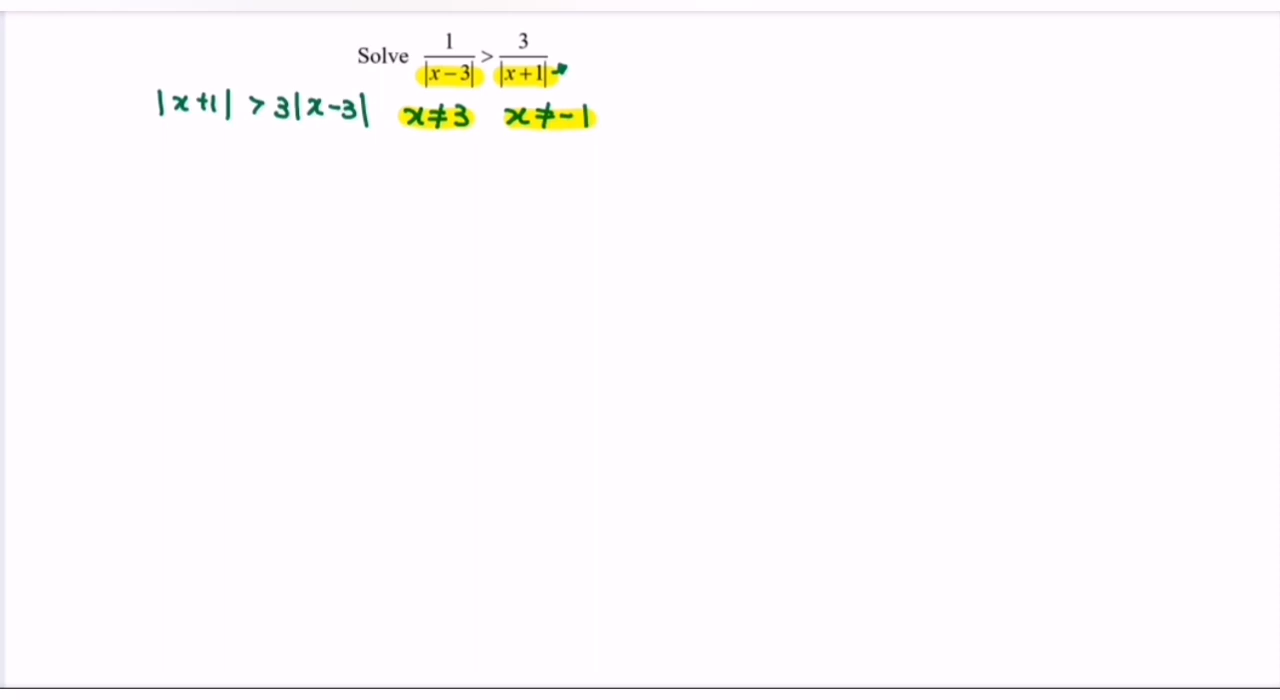 Solve 1/|x−3| > 3/|x+1|
|x+1| > 3|x−3| x≠3 x≠−1